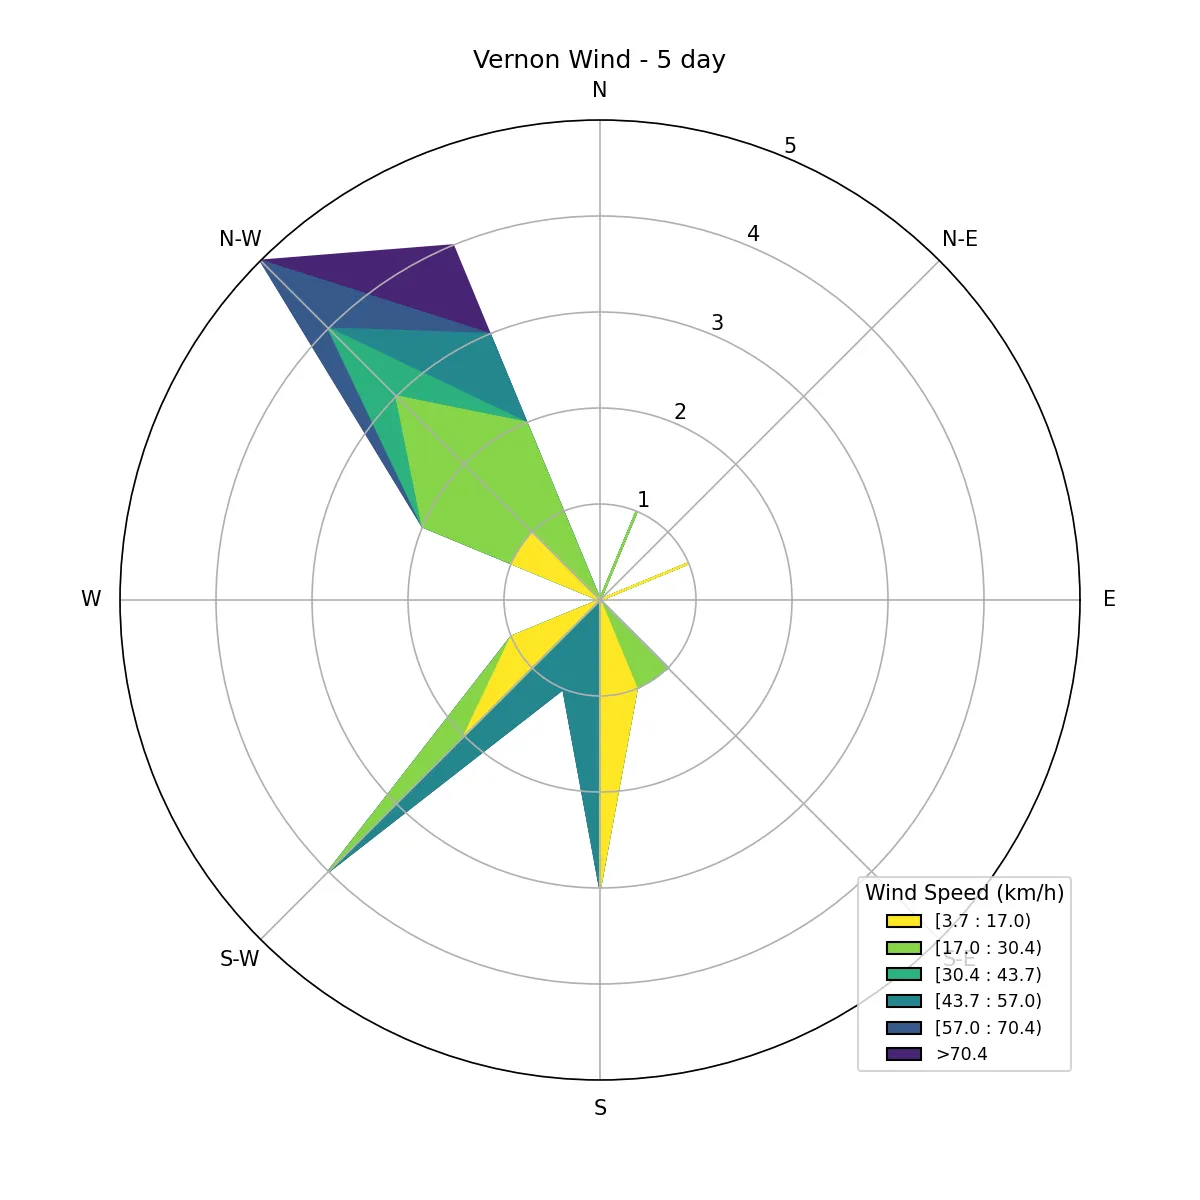 Vernon Wind - 5 day
N
5
4
N-W
N-E
3
2
1
W
E
S-W
S-E
S
Wind Speed (km/h)
[3.7 : 17.0)
[17.0 : 30.4)
[30.4 : 43.7)
[43.7 : 57.0)
[57.0 : 70.4)
>70.4